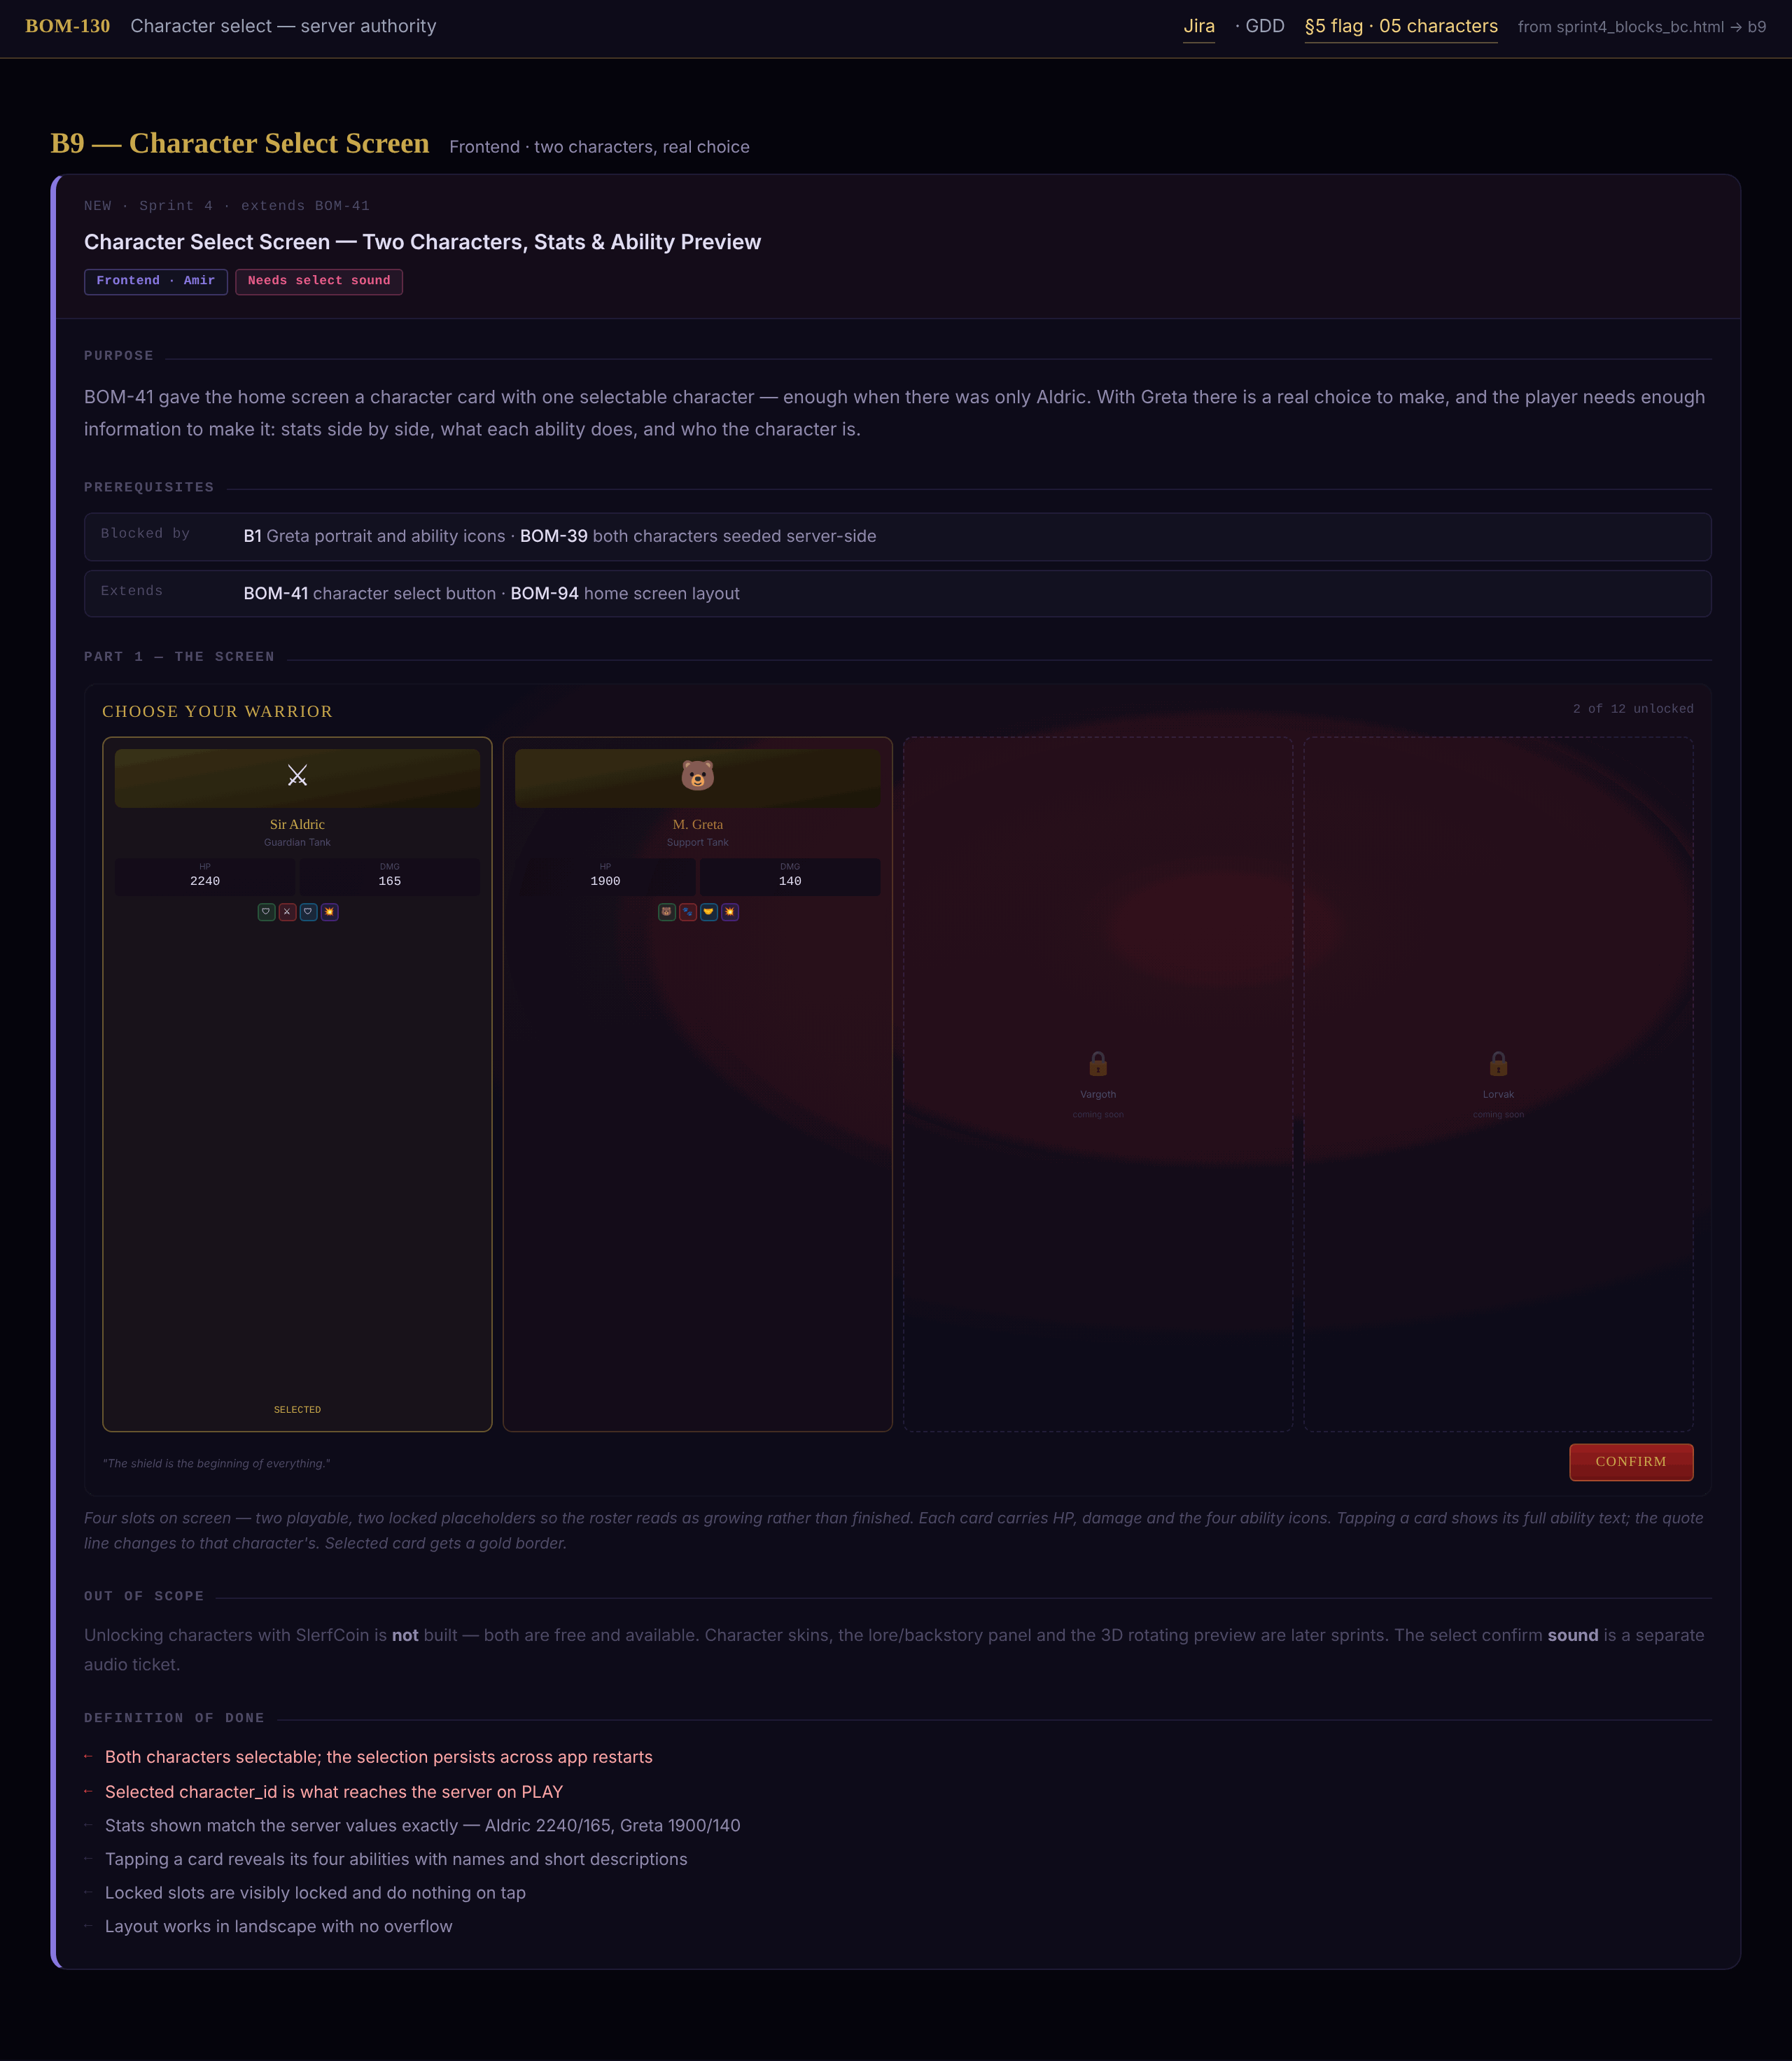 BOM-130 Character select — server authority Jira · GDD §5 flag · 05 characters from sprint4_blocks_bc.html → b9
B9 — Character Select Screen Frontend · two characters, real choice
NEW · Sprint 4 · extends BOM-41
Character Select Screen — Two Characters, Stats & Ability Preview
Frontend · Amir Needs select sound
PURPOSE
BOM-41 gave the home screen a character card with one selectable character — enough when there was only Aldric. With Greta there is a real choice to make, and the player needs enough
information to make it: stats side by side, what each ability does, and who the character is.
PREREQUISITES
Blocked by B1 Greta portrait and ability icons · BOM-39 both characters seeded server-side
Extends BOM-41 character select button · BOM-94 home screen layout
PART 1 — THE SCREEN
CHOOSE YOUR WARRIOR 2 of 12 unlocked
Sir Aldric
Guardian Tank
HP DMG
2240 165
SELECTED
M. Greta
Support Tank
HP DMG
1900 140
Vargoth
coming soon
Lorvak
coming soon
"The shield is the beginning of everything." CONFIRM
Four slots on screen — two playable, two locked placeholders so the roster reads as growing rather than finished. Each card carries HP, damage and the four ability icons. Tapping a card shows its full ability text; the quote
line changes to that character's. Selected card gets a gold border.
OUT OF SCOPE
Unlocking characters with SlerfCoin is not built — both are free and available. Character skins, the lore/backstory panel and the 3D rotating preview are later sprints. The select confirm sound is a separate
audio ticket.
DEFINITION OF DONE
← Both characters selectable; the selection persists across app restarts
← Selected character_id is what reaches the server on PLAY
← Stats shown match the server values exactly — Aldric 2240/165, Greta 1900/140
← Tapping a card reveals its four abilities with names and short descriptions
← Locked slots are visibly locked and do nothing on tap
← Layout works in landscape with no overflow